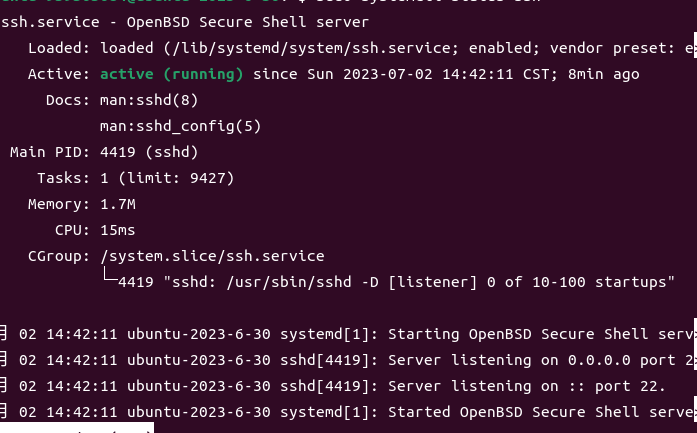 ssh.service - OpenBSD Secure Shell server
Loaded: loaded (/lib/systemd/system/ssh.service; enabled; vendor preset: e
Active: active (running) since Sun 2023-07-02 14:42:11 CST; 8min ago
Docs: man:sshd(8)
man:sshd_config(5)
Main PID: 4419 (sshd)
Tasks: 1 (limit: 9427)
Memory: 1.7M
CPU: 15ms
CGroup: /system.slice/ssh.service
└─4419 "sshd: /usr/sbin/sshd -D [listener] 0 of 10-100 startups"
月 02 14:42:11 ubuntu-2023-6-30 systemd[1]: Starting OpenBSD Secure Shell serv
月 02 14:42:11 ubuntu-2023-6-30 sshd[4419]: Server listening on 0.0.0.0 port 2
月 02 14:42:11 ubuntu-2023-6-30 sshd[4419]: Server listening on :: port 22.
月 02 14:42:11 ubuntu-2023-6-30 systemd[1]: Started OpenBSD Secure Shell serve